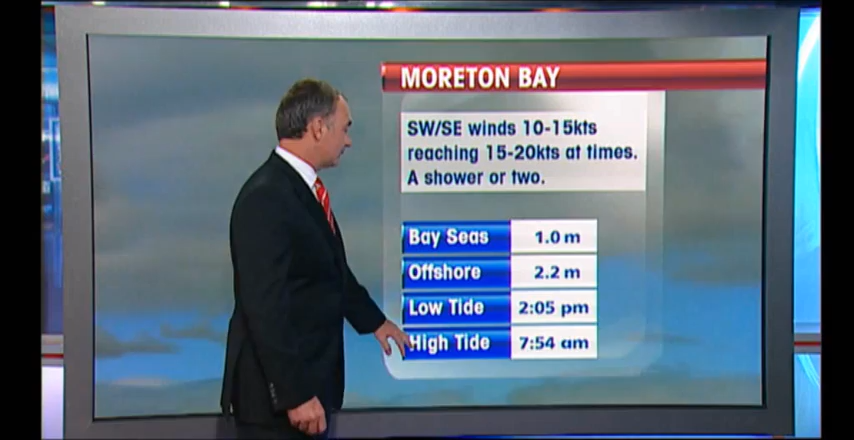 MORETON BAY
SW/SE winds 10-15kts
reaching 15-20kts at times.
A shower or two.
Bay Seas 1.0 m
Offshore 2.2 m
Low Tide 2:05 pm
High Tide 7:54 am